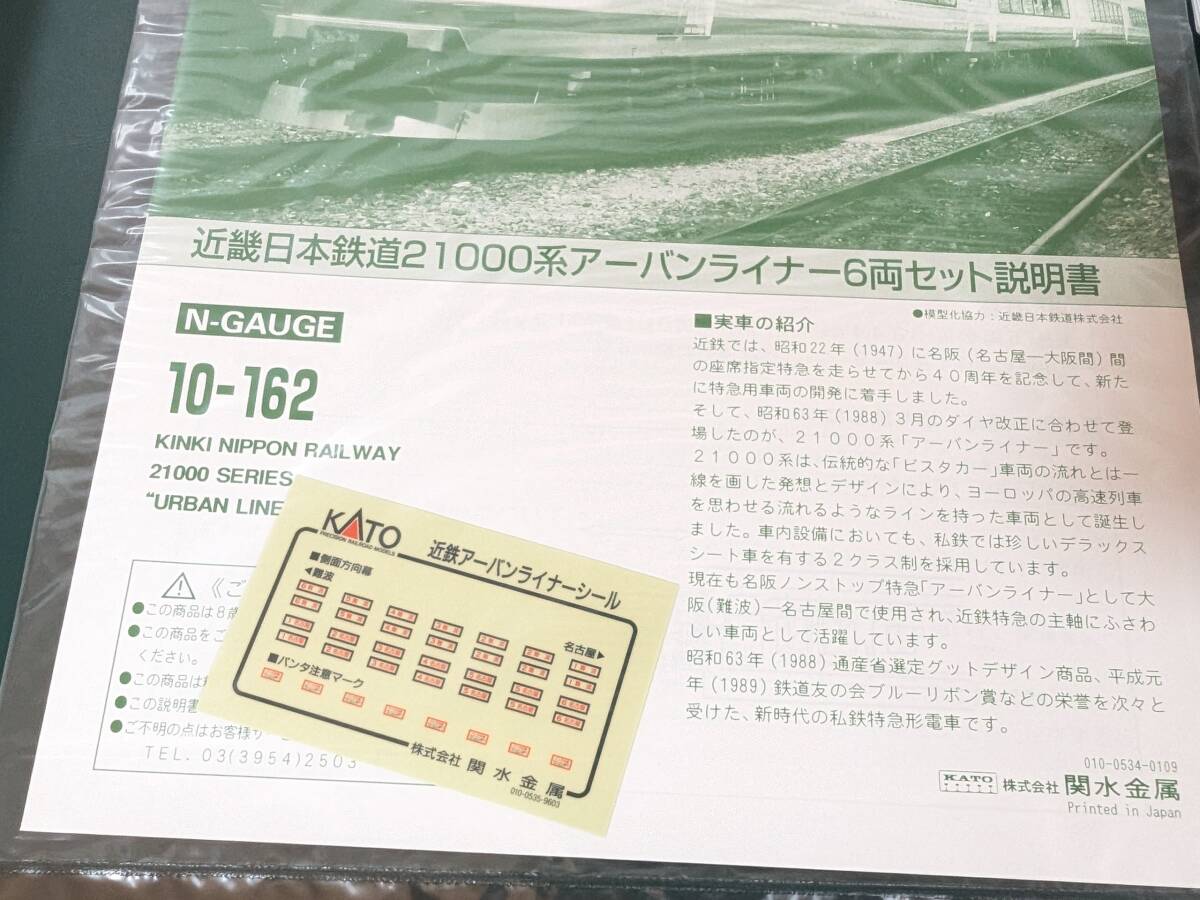 近畿日本鉄道21000系アーバンライナー6両セット説明書
N-GAUGE
10-162
KINKI NIPPON RAILWAY
21000 SERIES
“URBAN LINE
《ご
●この商品は8歳
●この商品をご
ください。
●この商品は
●この説明書
●ご不明の点はお客様サ
TEL. 03(3954)2503
●模型化協力：近畿日本鉄道株式会社
■実車の紹介
近鉄では、昭和22年(1947)に名阪(名古屋―大阪間)間
の座席指定特急を走らせてから40周年を記念して、新た
に特急用車両の開発に着手しました。
そして、昭和63年(1988)3月のダイヤ改正に合わせて登
場したのが、21000系「アーバンライナー」です。
21000系は、伝統的な「ビスタカー」車両の流れとは一
線を画した発想とデザインにより、ヨーロッパの高速列車
を思わせる流れるようなラインを持った車両として誕生し
ました。車内設備においても、私鉄では珍しいデラックス
シート車を有する2クラス制を採用しています。
現在も名阪ノンストップ特急「アーバンライナー」として大
阪(難波)―名古屋間で使用され、近鉄特急の主軸にふさわ
しい車両として活躍しています。
昭和63年(1988)通産省選定グットデザイン商品、平成元
年(1989)鉄道友の会ブルーリボン賞などの栄誉を次々と
受けた、新時代の私鉄特急形電車です。
010-0534-0109
KATO 株式会社 関水金属
Printed in Japan
KATO
PRECISION RAILROAD MODELS
近鉄アーバンライナーシール
■側面方向幕
◀難波
名古屋▶
■パンタ注意マーク
株式会社 関水金属
010-0535-9603